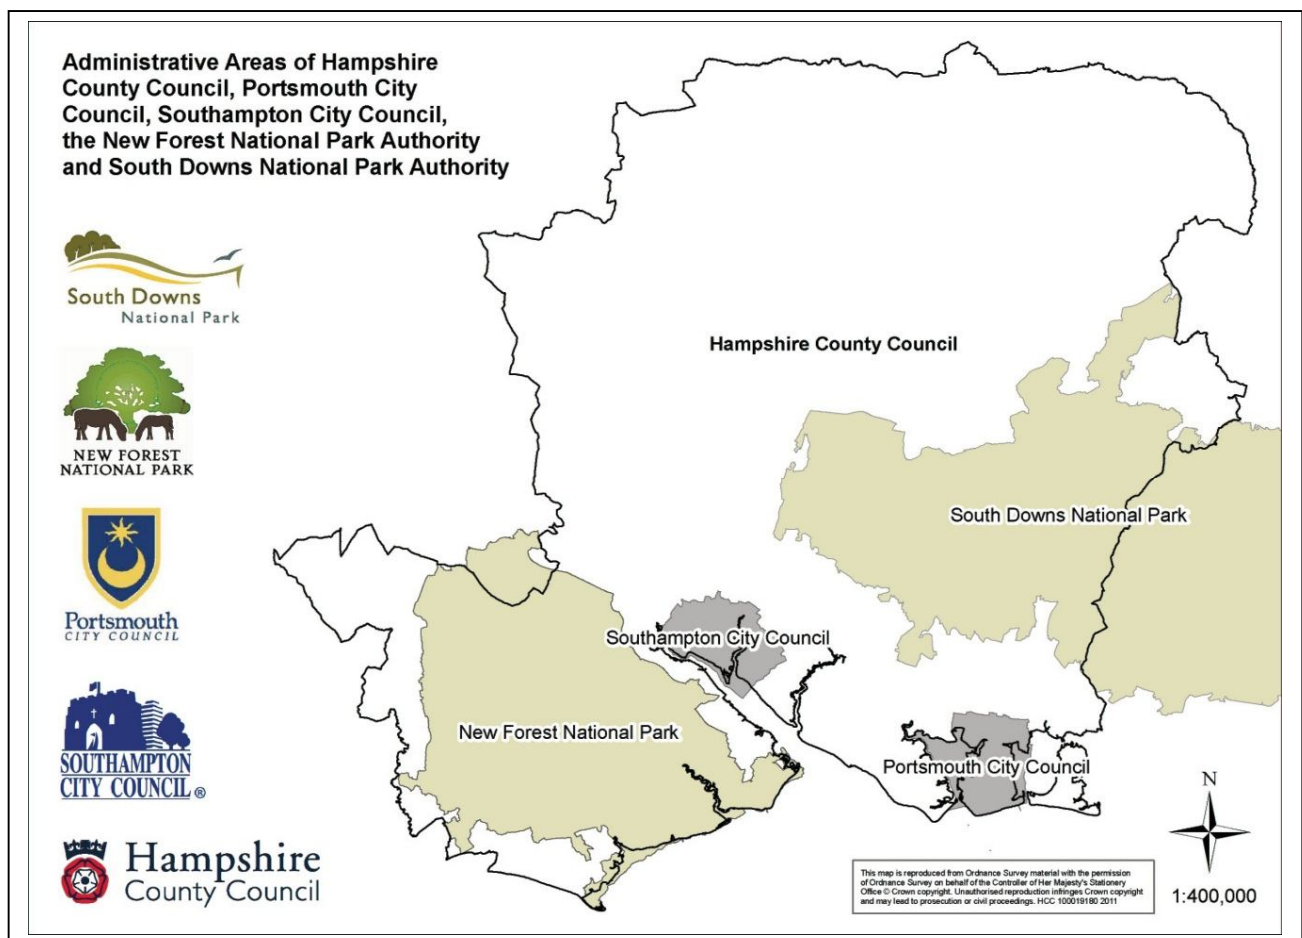 Administrative Areas of Hampshire
County Council, Portsmouth City
Council, Southampton City Council,
the New Forest National Park Authority
and South Downs National Park Authority
South Downs
National Park
NEW FOREST
NATIONAL PARK
Portsmouth
CITY COUNCIL
SOUTHAMPTON
CITY COUNCIL®
Hampshire
County Council
Hampshire County Council
South Downs National Park
Southampton City Council
New Forest National Park
Portsmouth City Council
N
1:400,000
This map is reproduced from Ordnance Survey material with the permission
of Ordnance Survey on behalf of the Controller of Her Majesty's Stationery
Office © Crown copyright. Unauthorised reproduction infringes Crown copyright
and may lead to prosecution or civil proceedings. HCC 100019180 2011